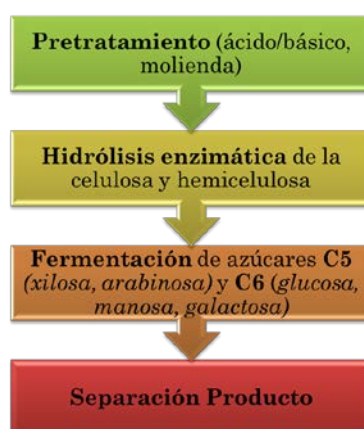 Pretratamiento (ácido/básico,
molienda)
Hidrólisis enzimática de la
celulosa y hemicelulosa
Fermentación de azúcares C5
(xilosa, arabinosa) y C6 (glucosa,
manosa, galactosa)
Separación Producto